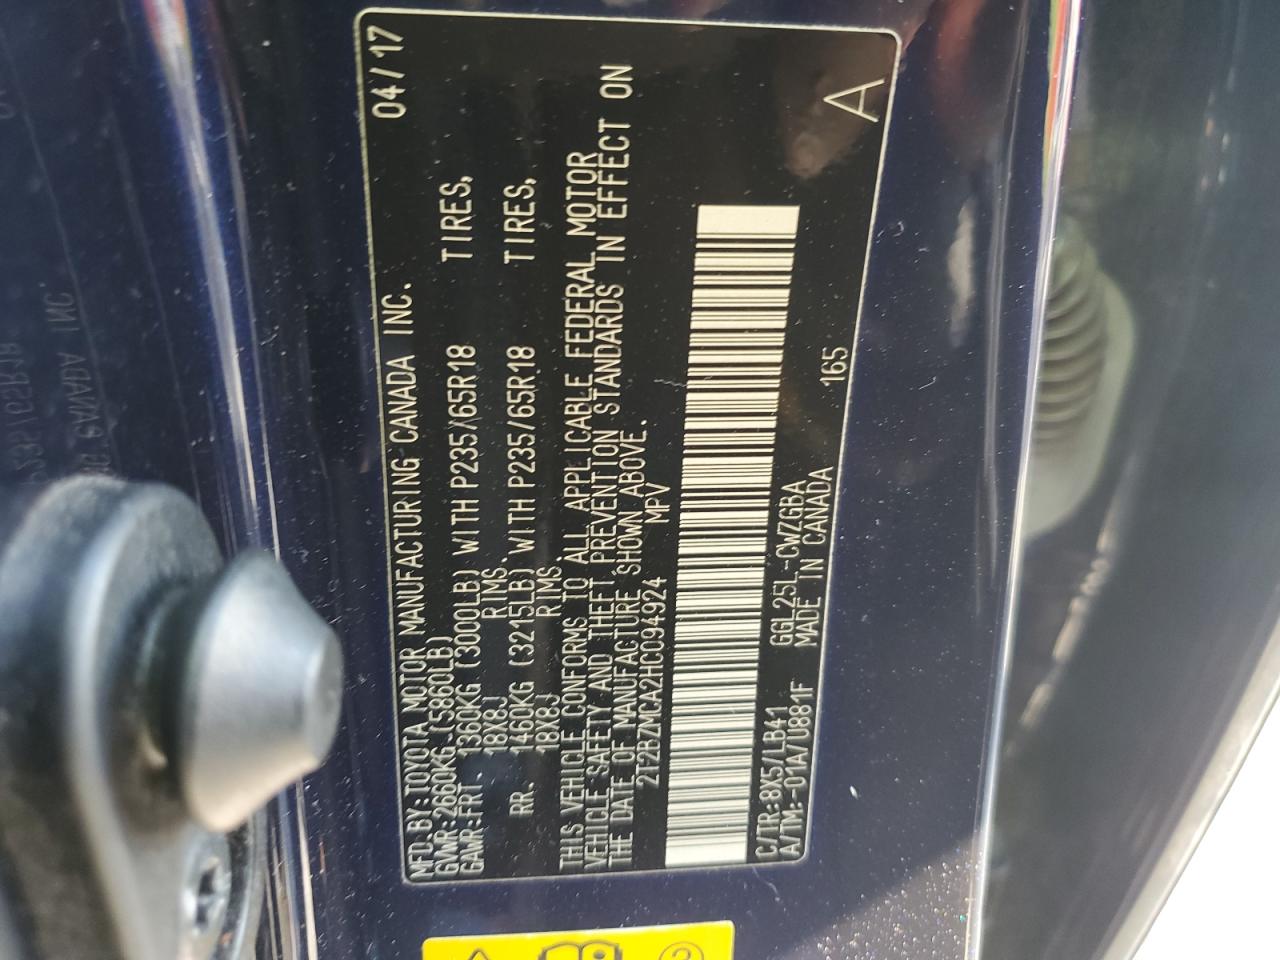 MFD.BY:TOYOTA MOTOR MANUFACTURING CANADA INC. 04/17
GVWR:2660KG (5860LB)
GAWR:FRT. 1360KG (3000LB) WITH P235/65R18 TIRES,
18X8J RIMS.
RR. 1460KG (3215LB) WITH P235/65R18 TIRES,
18X8J RIMS.
THIS VEHICLE CONFORMS TO ALL APPLICABLE FEDERAL MOTOR
VEHICLE SAFETY AND THEFT PREVENTION STANDARDS IN EFFECT ON
THE DATE OF MANUFACTURE SHOWN ABOVE.
2T2BZMCA2HC094924 MPV
C/TR:8X5/LB41 GGL25L-CWZGBA 165
A/TM:-01A/U881F MADE IN CANADA
A